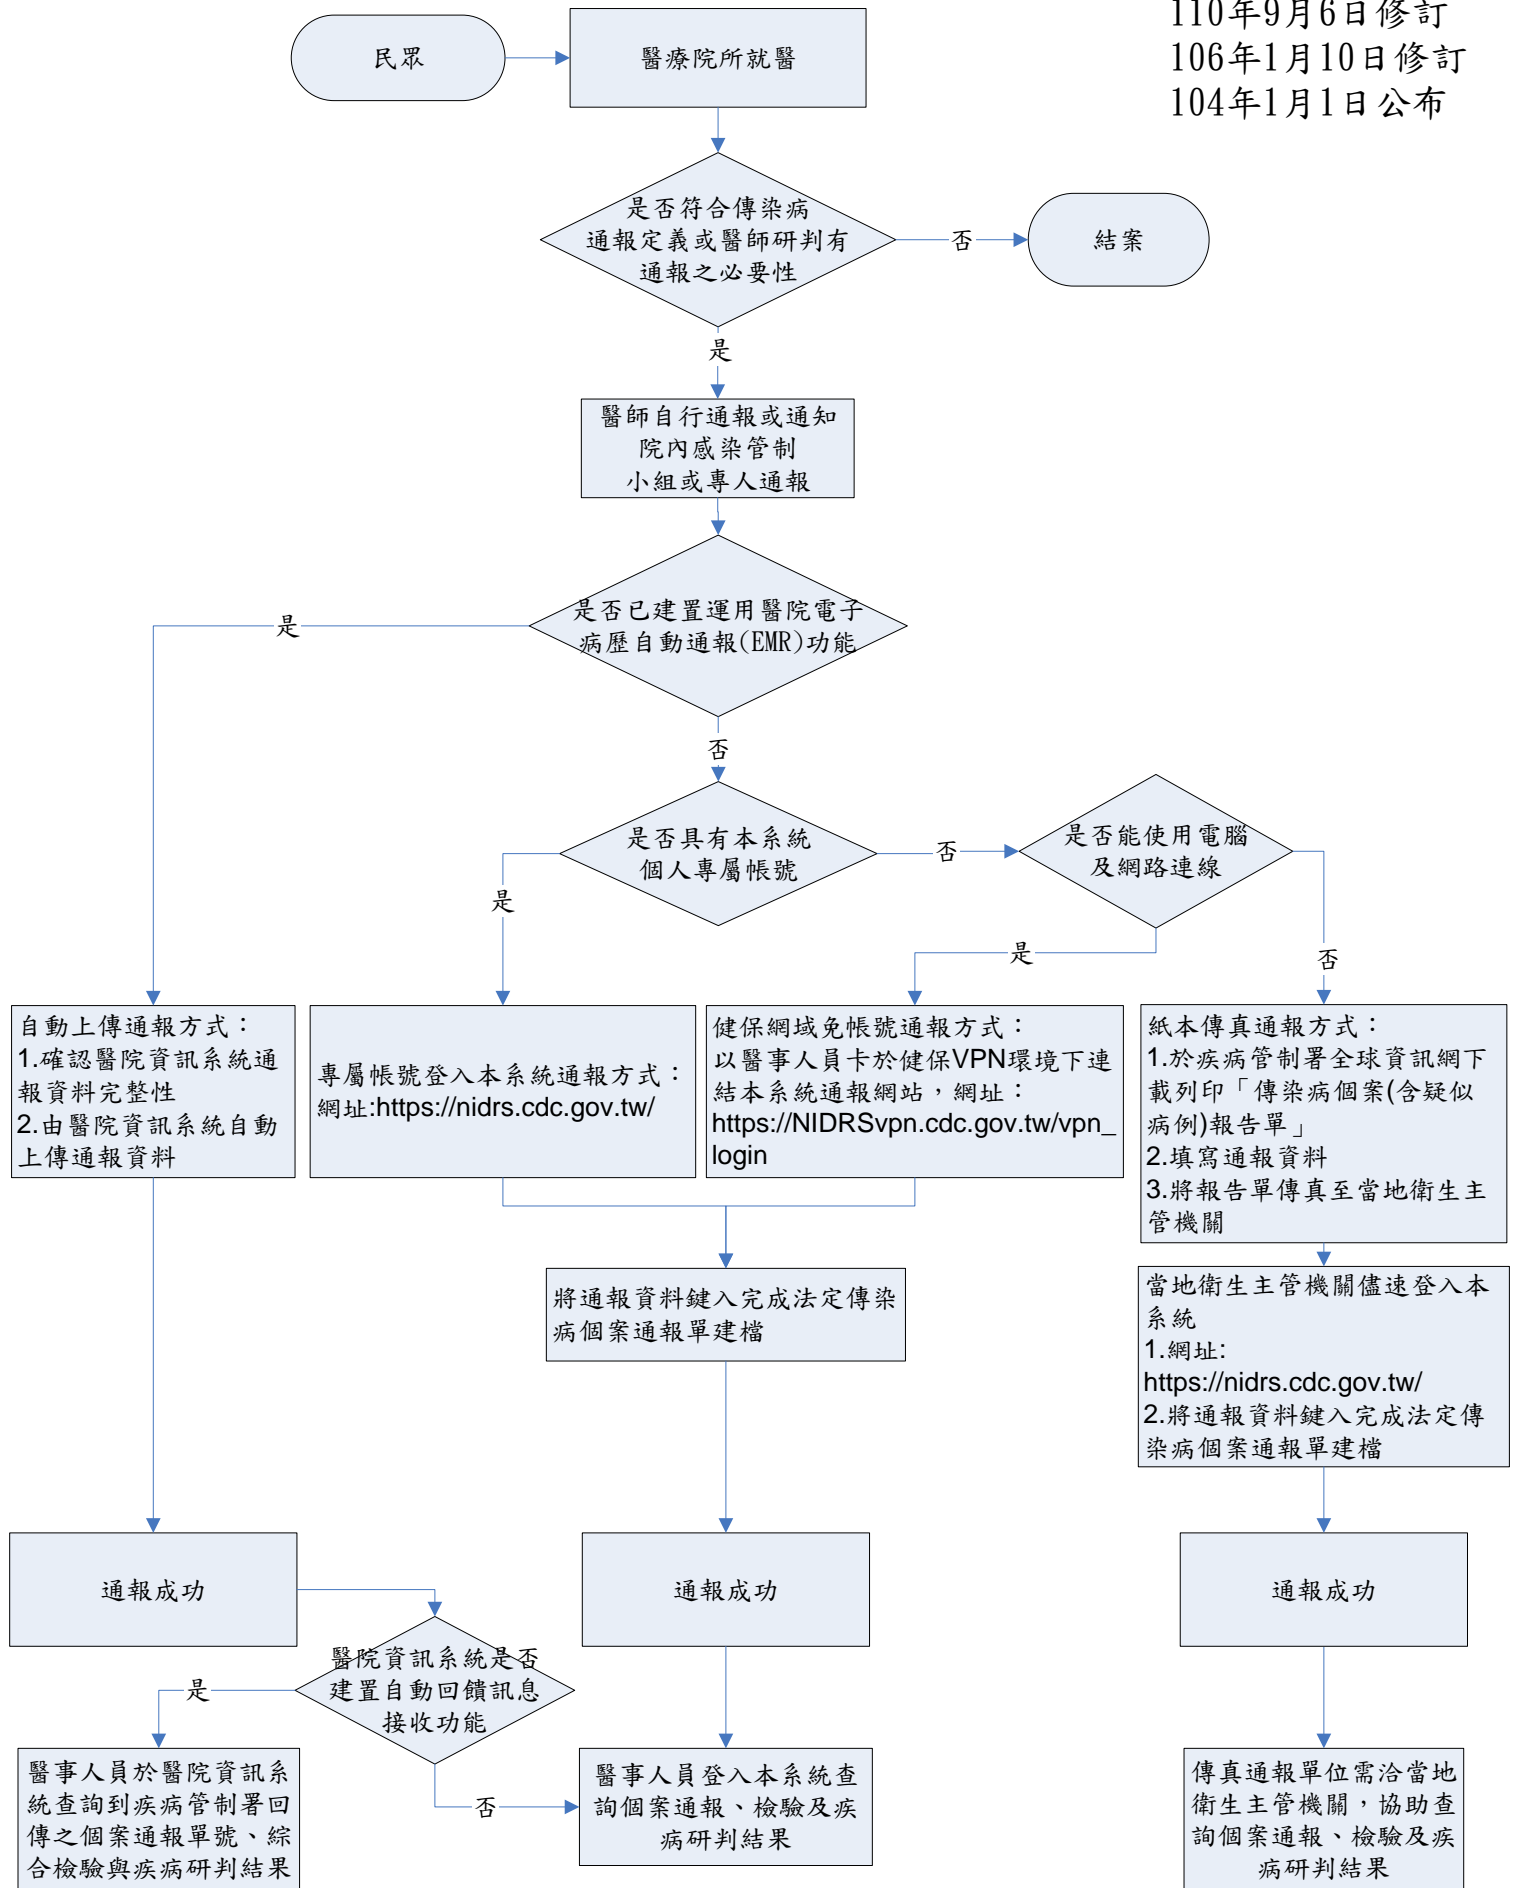 110年9月6日修訂
106年1月10日修訂
104年1月1日公布
民眾
醫療院所就醫
是否符合傳染病
通報定義或醫師研判有
通報之必要性
否
結案
是
醫師自行通報或通知
院內感染管制
小組或專人通報
是否已建置運用醫院電子
病歷自動通報(EMR)功能
是
否
是否具有本系統
個人專屬帳號
否
是否能使用電腦
及網路連線
是
是
否
自動上傳通報方式：
1.確認醫院資訊系統通
報資料完整性
2.由醫院資訊系統自動
上傳通報資料
專屬帳號登入本系統通報方式：
網址:https://nidrs.cdc.gov.tw/
健保網域免帳號通報方式：
以醫事人員卡於健保VPN環境下連
結本系統通報網站，網址：
https://NIDRSvpn.cdc.gov.tw/vpn_
login
紙本傳真通報方式：
1.於疾病管制署全球資訊網下
載列印「傳染病個案(含疑似
病例)報告單」
2.填寫通報資料
3.將報告單傳真至當地衛生主
管機關
將通報資料鍵入完成法定傳染
病個案通報單建檔
當地衛生主管機關儘速登入本
系統
1.網址:
https://nidrs.cdc.gov.tw/
2.將通報資料鍵入完成法定傳
染病個案通報單建檔
通報成功
通報成功
通報成功
醫院資訊系統是否
建置自動回饋訊息
接收功能
是
否
醫事人員於醫院資訊系
統查詢到疾病管制署回
傳之個案通報單號、綜
合檢驗與疾病研判結果
醫事人員登入本系統查
詢個案通報、檢驗及疾
病研判結果
傳真通報單位需洽當地
衛生主管機關，協助查
詢個案通報、檢驗及疾
病研判結果